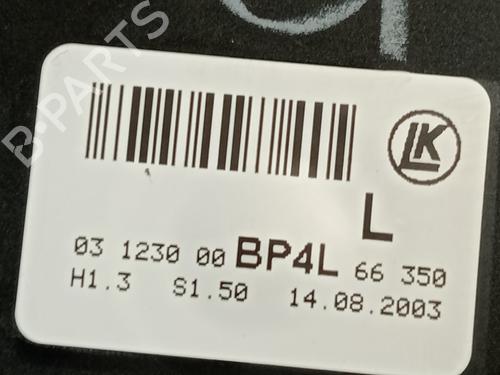 B-PARTS
LK
L
03 1230 00 BP4L 66 350
H1.3 S1.50 14.08.2003